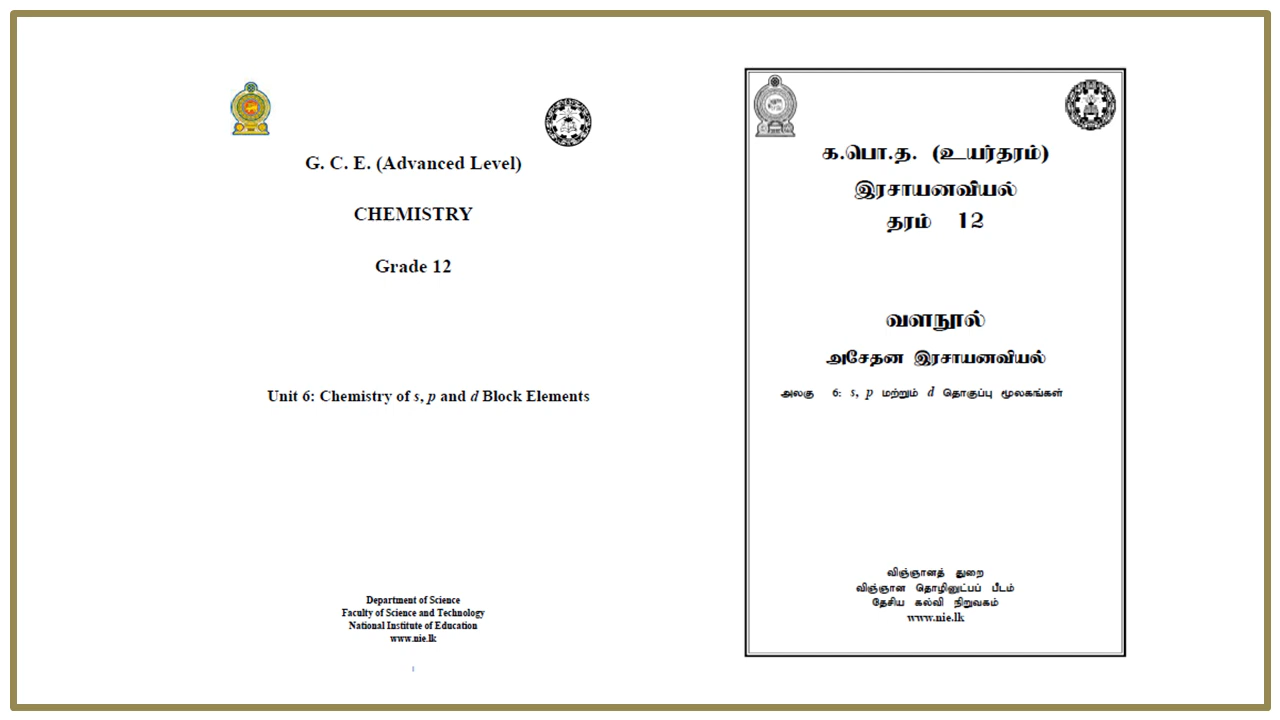 G. C. E. (Advanced Level)
CHEMISTRY
Grade 12
Unit 6: Chemistry of s, p and d Block Elements
Department of Science
Faculty of Science and Technology
National Institute of Education
www.nie.lk
i
க.பொ.த. (உயர்தரம்)
இரசாயனவியல்
தரம் 12
வளநூல்
அசேதன இரசாயனவியல்
அலகு 6: s, p மற்றும் d தொகுப்பு மூலகங்கள்
விஞ்ஞானத் துறை
விஞ்ஞான தொழினுட்பப் பீடம்
தேசிய கல்வி நிறுவகம்
www.nie.lk